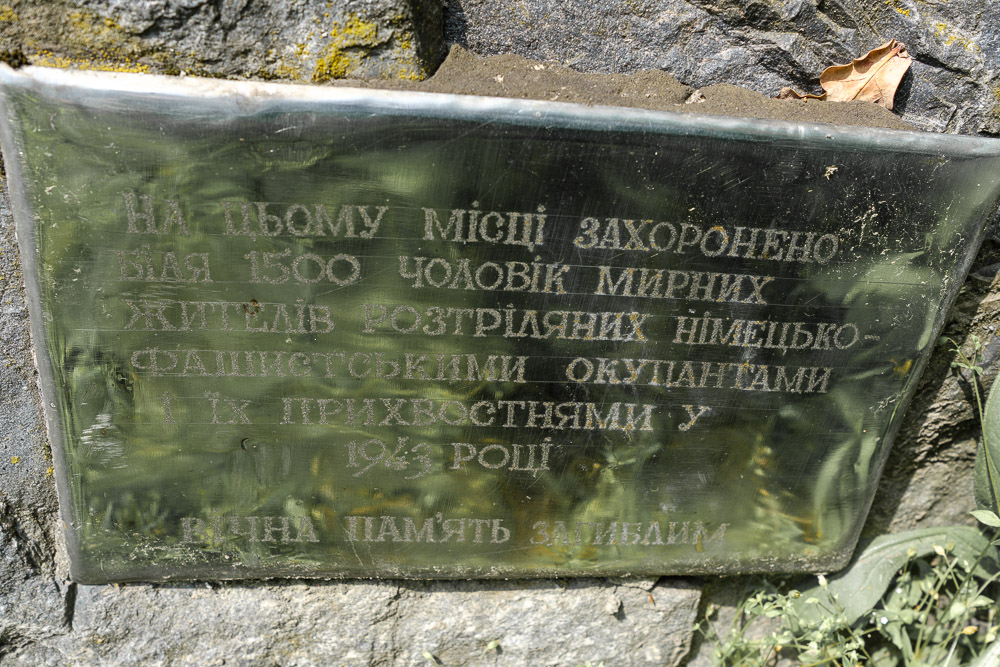 На цьому місці захоронено
біля 1500 чоловік мирних
жителів розтріляних німецько-
фашистськими окупантами
і їх прихвостнями у
1943 році
Вічна пам'ять загиблим